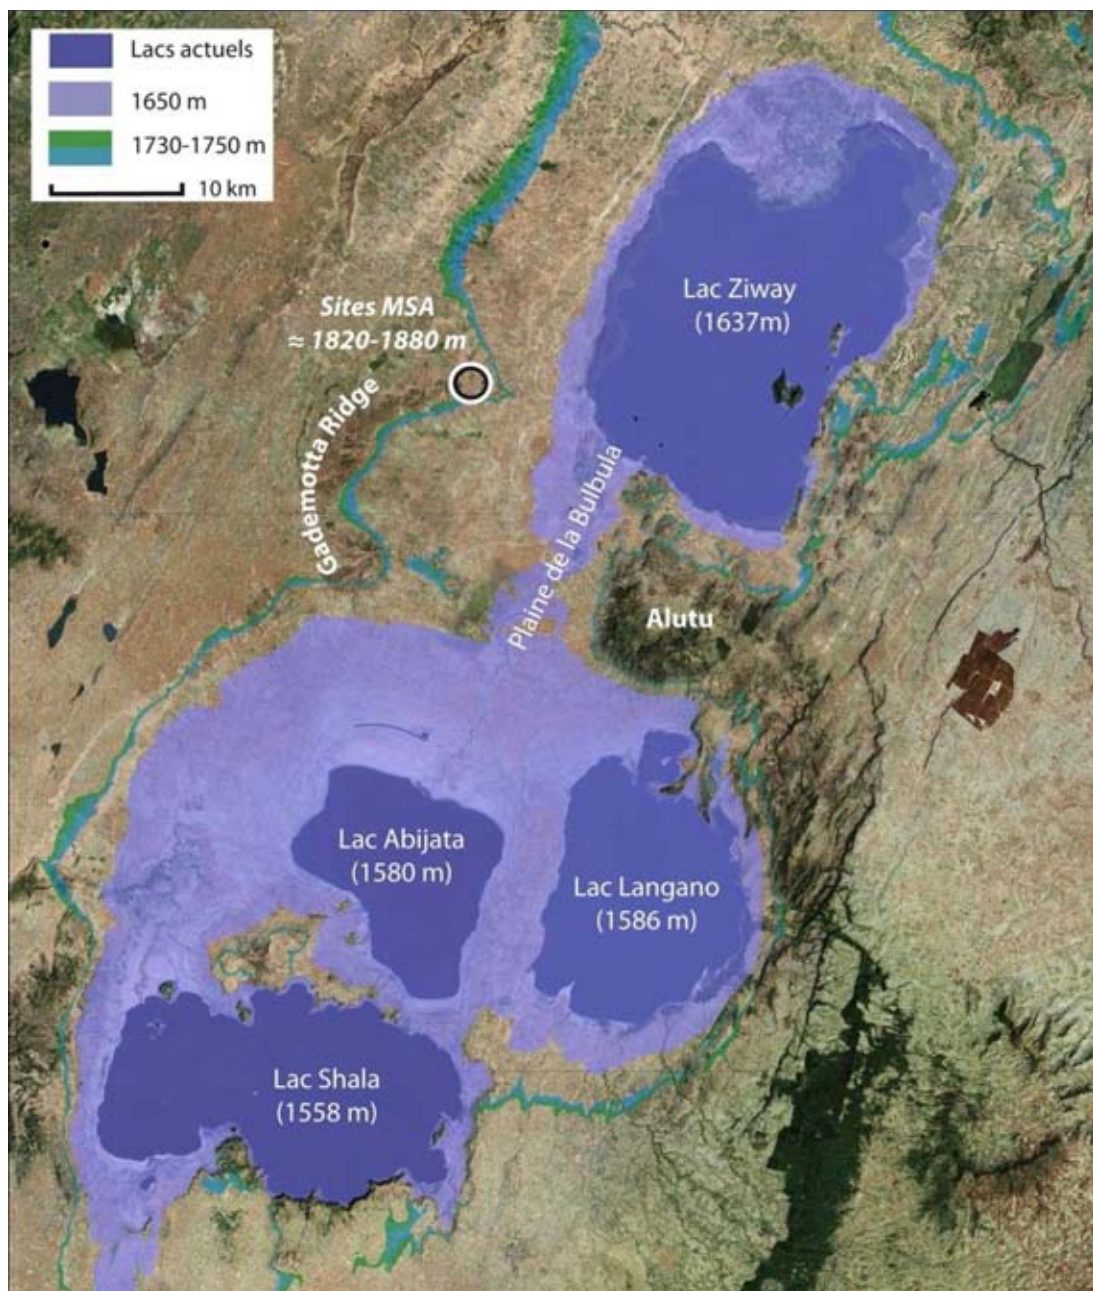 Lacs actuels
1650 m
1730-1750 m
10 km
Lac Ziway
(1637m)
Sites MSA
≈ 1820-1880 m
Gademotta Ridge
Plaine de la Bulbula
Alutu
Lac Abijata
(1580 m)
Lac Langano
(1586 m)
Lac Shala
(1558 m)